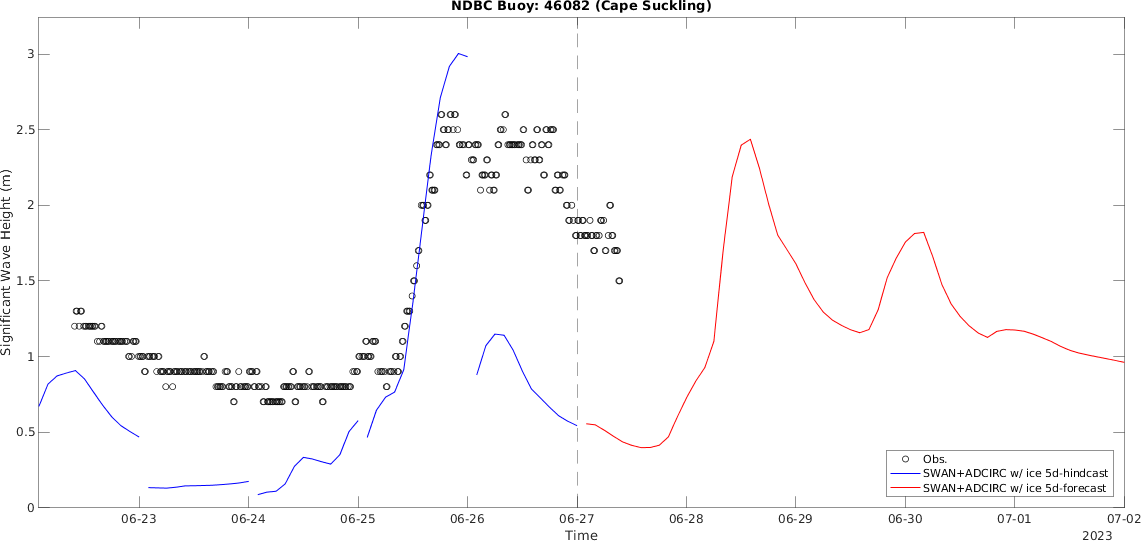 NDBC Buoy: 46082 (Cape Suckling)
Significant Wave Height (m)
3
2.5
2
1.5
1
0.5
0
Obs.
SWAN+ADCIRC w/ ice 5d-hindcast
SWAN+ADCIRC w/ ice 5d-forecast
06-23 06-24 06-25 06-26 06-27 06-28 06-29 06-30 07-01 07-02
Time 2023